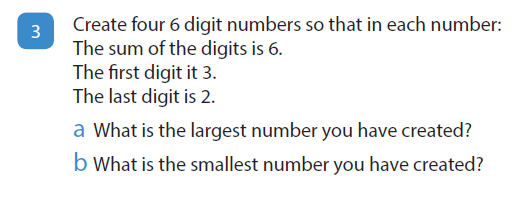 3
Create four 6 digit numbers so that in each number:
The sum of the digits is 6.
The first digit it 3.
The last digit is 2.
a What is the largest number you have created?
b What is the smallest number you have created?